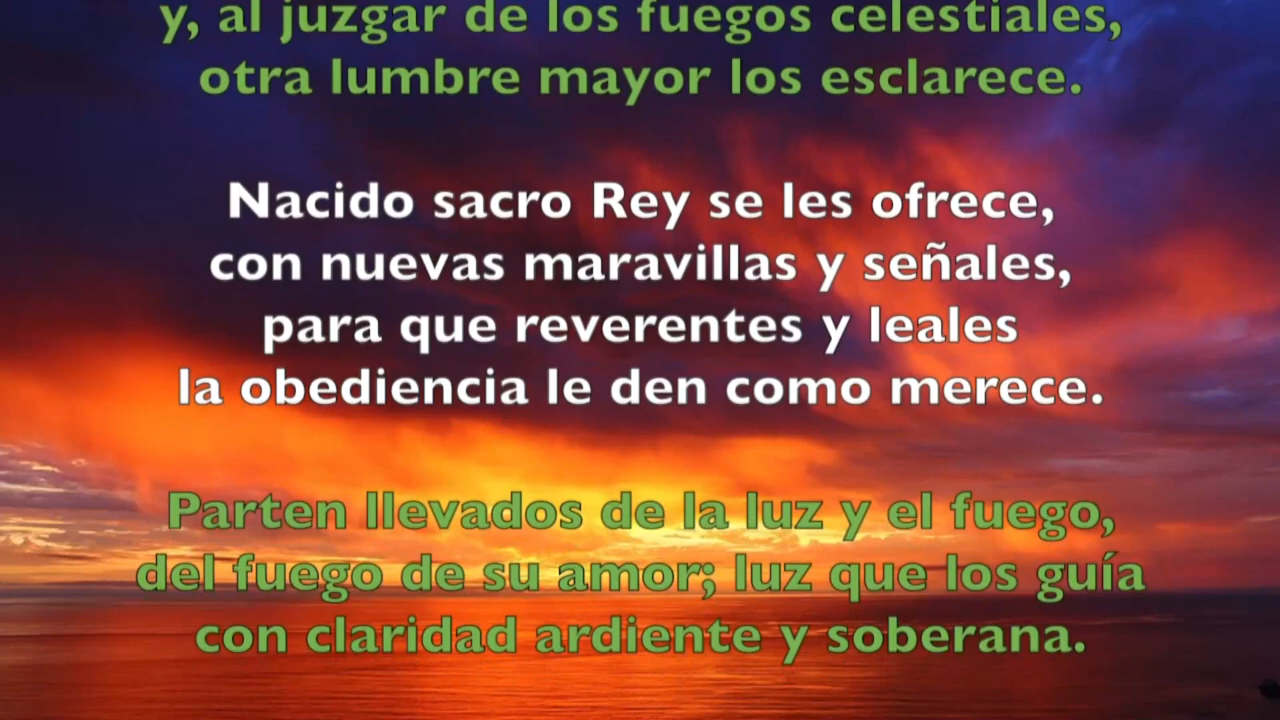 y, al juzgar de los fuegos celestiales,
otra lumbre mayor los esclarece.
Nacido sacro Rey se les ofrece,
con nuevas maravillas y señales,
para que reverentes y leales
la obediencia le den como merece.
Parten llevados de la luz y el fuego,
del fuego de su amor; luz que los guía
con claridad ardiente y soberana.